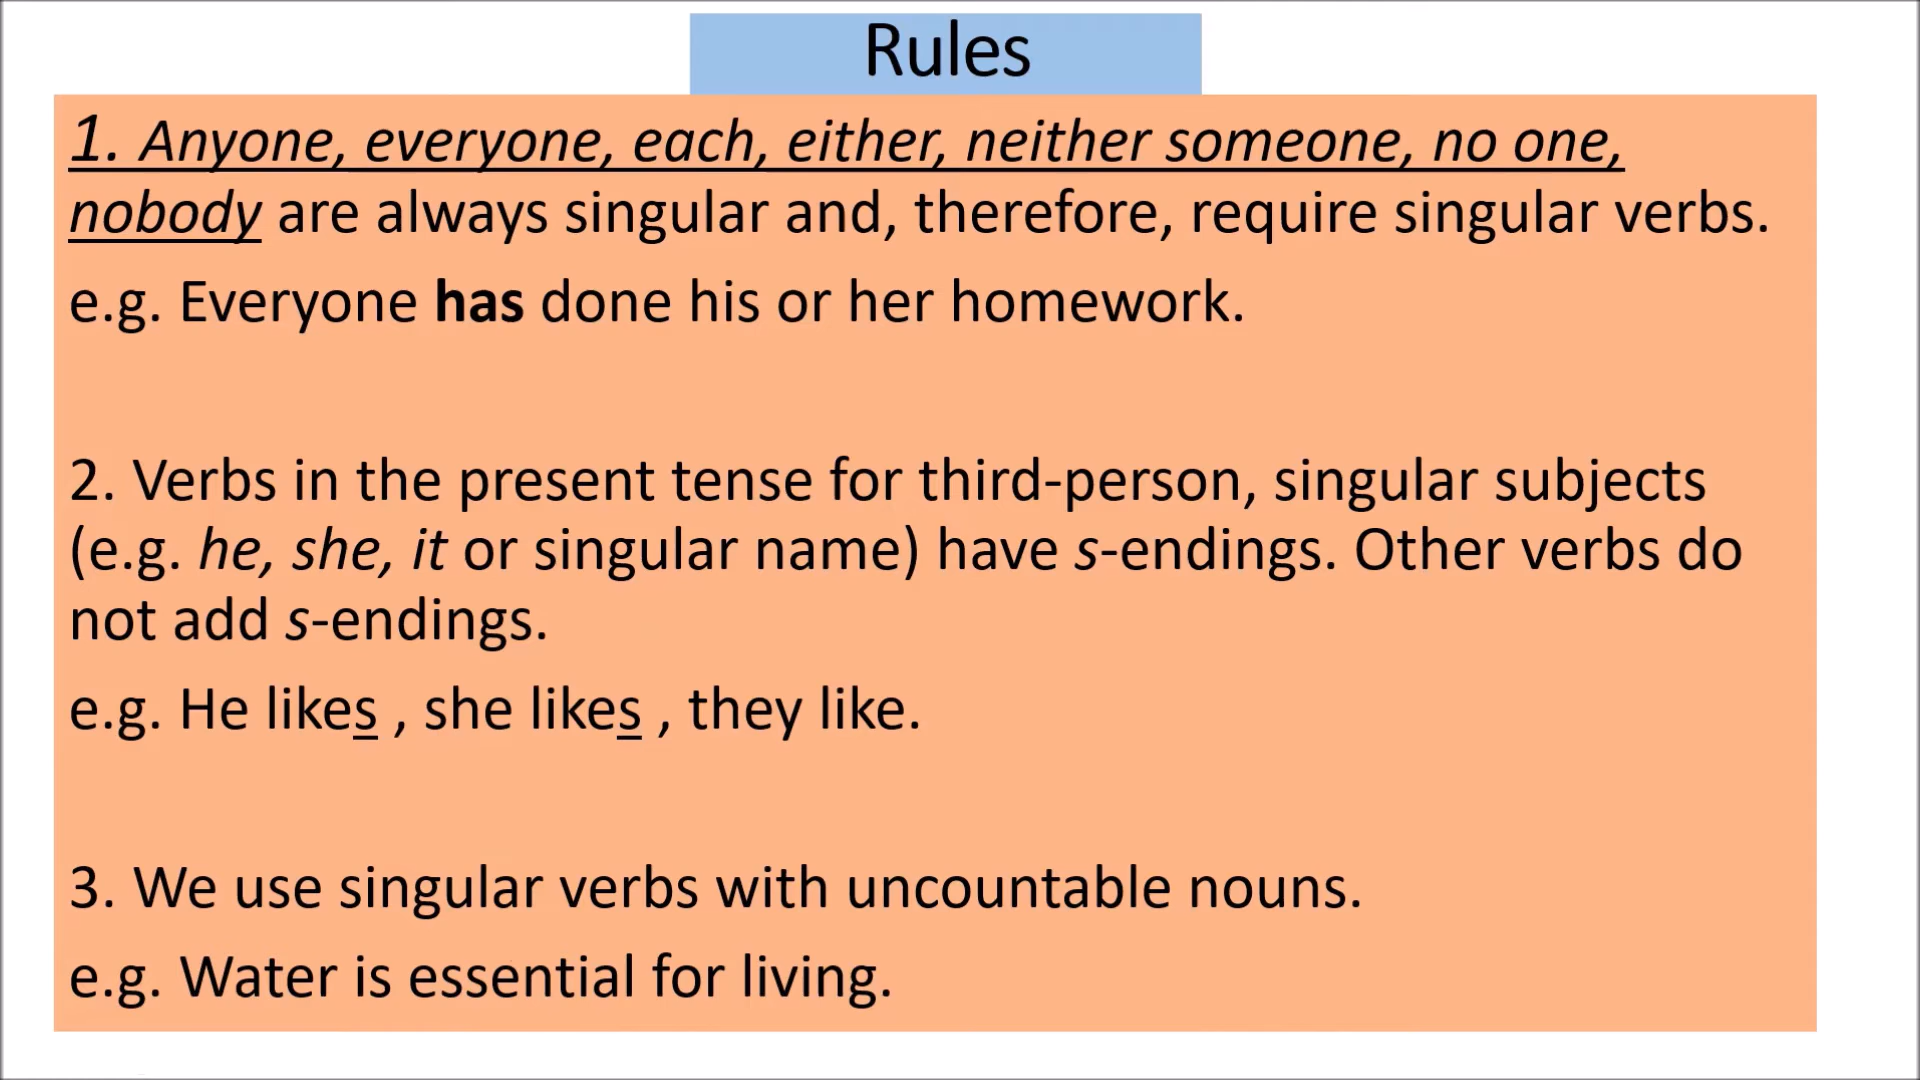 Rules
1. Anyone, everyone, each, either, neither someone, no one,
nobody are always singular and, therefore, require singular verbs.
e.g. Everyone has done his or her homework.
2. Verbs in the present tense for third-person, singular subjects
(e.g. he, she, it or singular name) have s-endings. Other verbs do
not add s-endings.
e.g. He likes , she likes , they like.
3. We use singular verbs with uncountable nouns.
e.g. Water is essential for living.